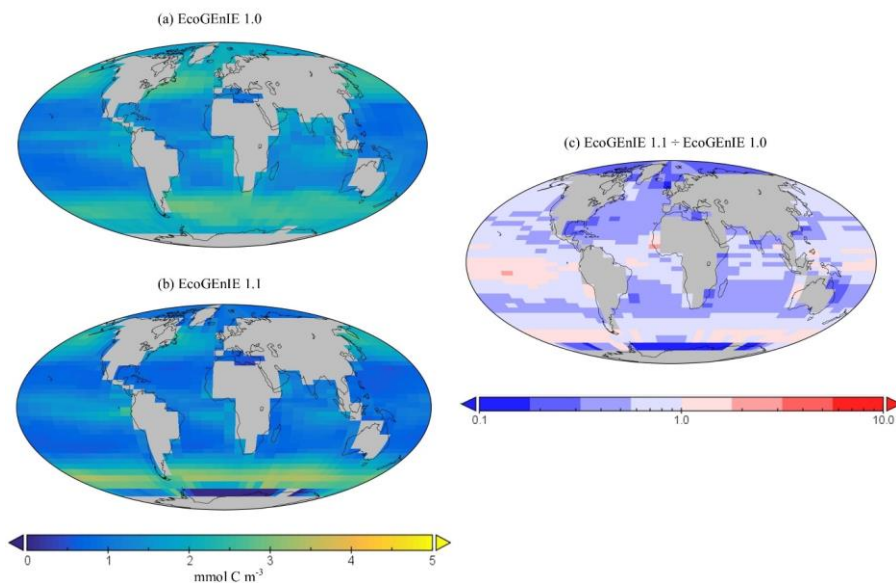 (a) EcoGEnIE 1.0
(b) EcoGEnIE 1.1
0 1 2 3 4 5
mmol C m⁻³
(c) EcoGEnIE 1.1 ÷ EcoGEnIE 1.0
0.1 1.0 10.0